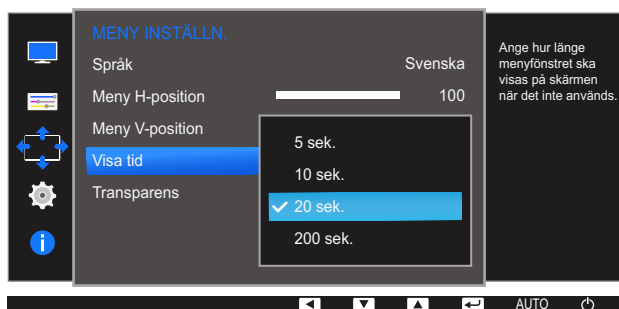 MENY INSTÄLLN.
Språk Svenska
Meny H-position 100
Meny V-position
Visa tid
Transparens
5 sek.
10 sek.
20 sek.
200 sek.
Ange hur länge
menyfönstret ska
visas på skärmen
när det inte används.
AUTO